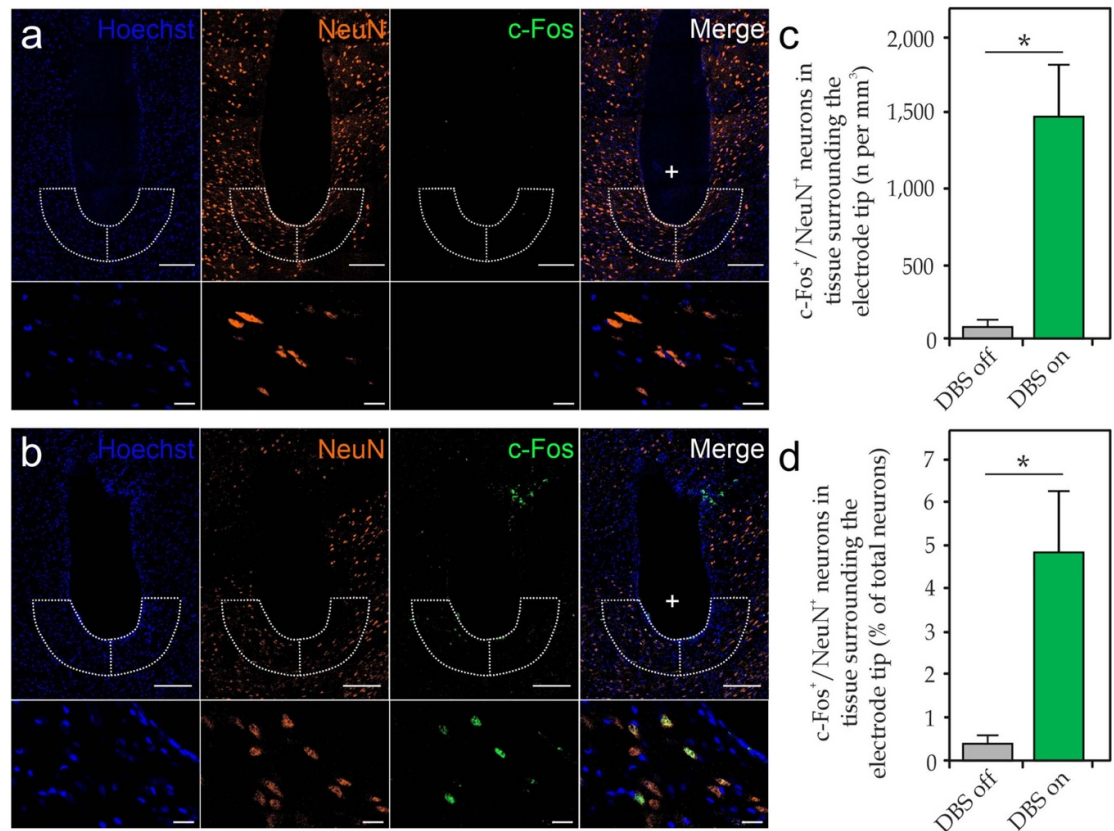 a
Hoechst
NeuN
c-Fos
Merge
+
b
Hoechst
NeuN
c-Fos
Merge
+
c
c-Fos⁺/NeuN⁺ neurons in
tissue surrounding the
electrode tip (n per mm³)
2,000
1,500
1,000
500
0
*
DBS off
DBS on
d
c-Fos⁺/NeuN⁺ neurons in
tissue surrounding the
electrode tip (% of total neurons)
7
6
5
4
3
2
1
0
*
DBS off
DBS on